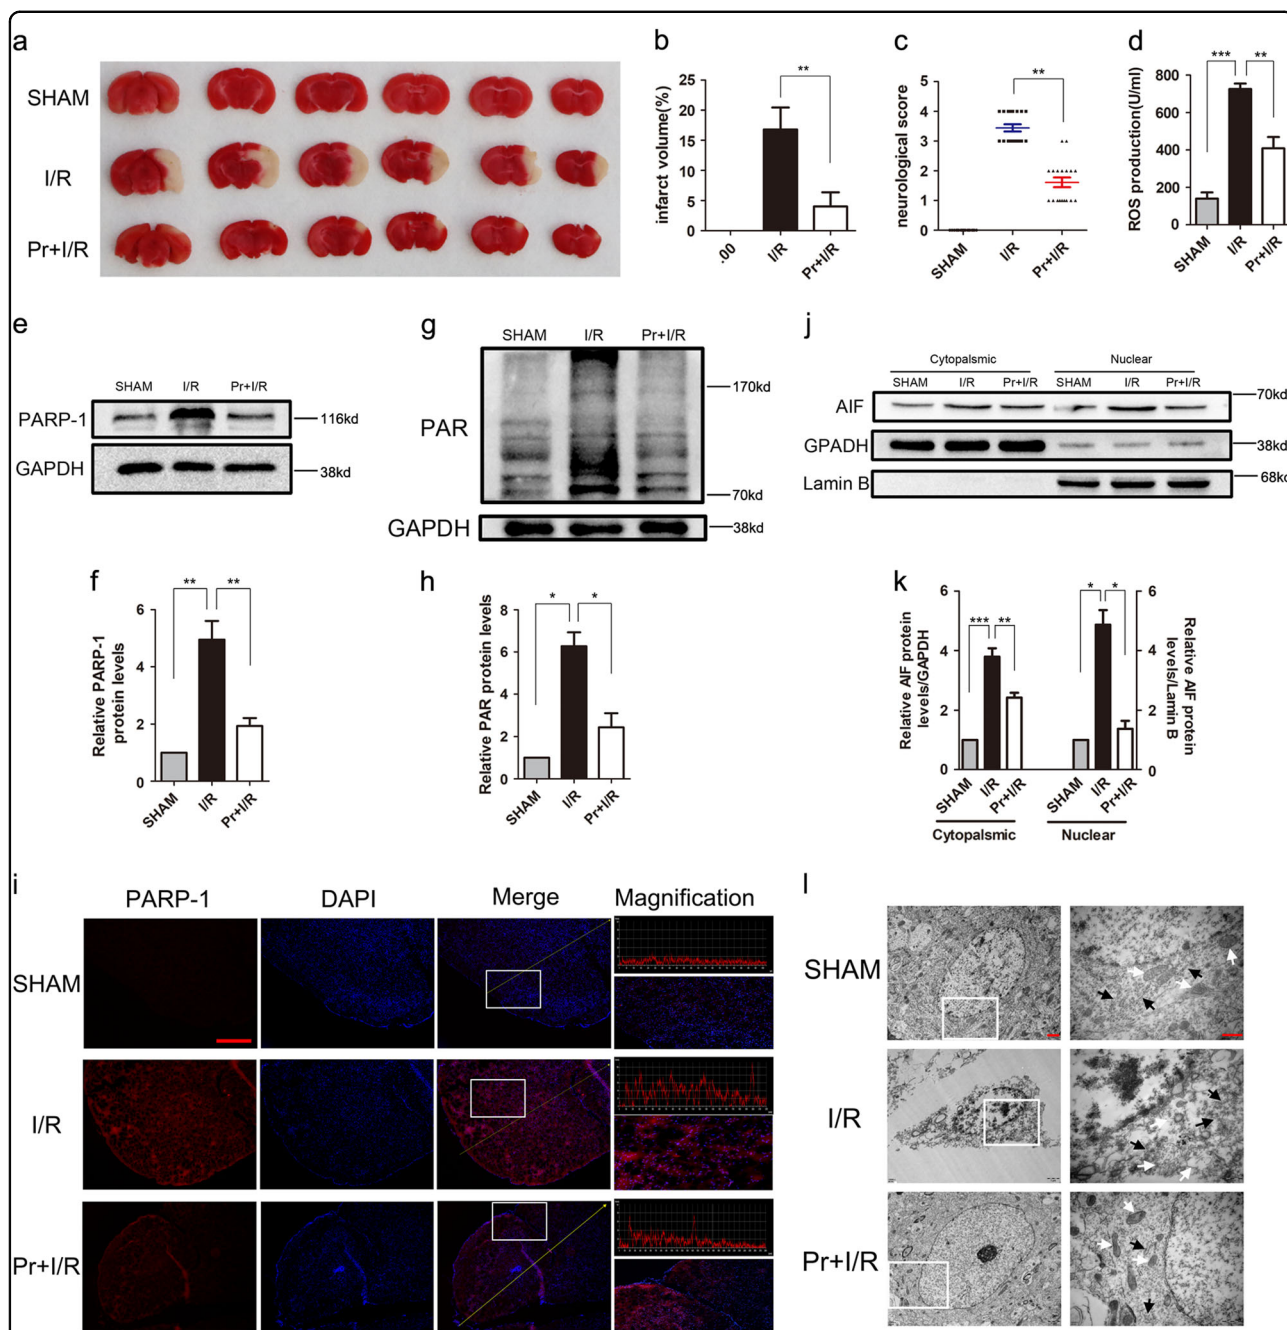 a
SHAM
I/R
Pr+I/R
b
infarct volume(%)
25
20
15
10
5
0
**
.00
I/R
Pr+I/R
c
neurological score
5
4
3
2
1
0
**
SHAM
I/R
Pr+I/R
d
ROS production(U/ml)
800
600
400
200
0
***
**
SHAM
I/R
Pr+I/R
e
SHAM
I/R
Pr+I/R
PARP-1
116kd
GAPDH
38kd
g
SHAM
I/R
Pr+I/R
PAR
170kd
70kd
GAPDH
38kd
j
Cytopalsmic
Nuclear
SHAM
I/R
Pr+I/R
SHAM
I/R
Pr+I/R
AIF
70kd
GPADH
38kd
Lamin B
68kd
f
Relative PARP-1
protein levels
6
4
2
0
**
**
SHAM
I/R
Pr+I/R
h
Relative PAR protein levels
8
6
4
2
0
*
*
SHAM
I/R
Pr+I/R
k
Relative AIF protein
levels/GAPDH
6
4
2
0
***
**
*
*
6
4
2
0
Relative AIF protein
levels/Lamin B
SHAM
I/R
Pr+I/R
SHAM
I/R
Pr+I/R
Cytopalsmic
Nuclear
i
PARP-1
DAPI
Merge
Magnification
SHAM
I/R
Pr+I/R
l
SHAM
I/R
Pr+I/R